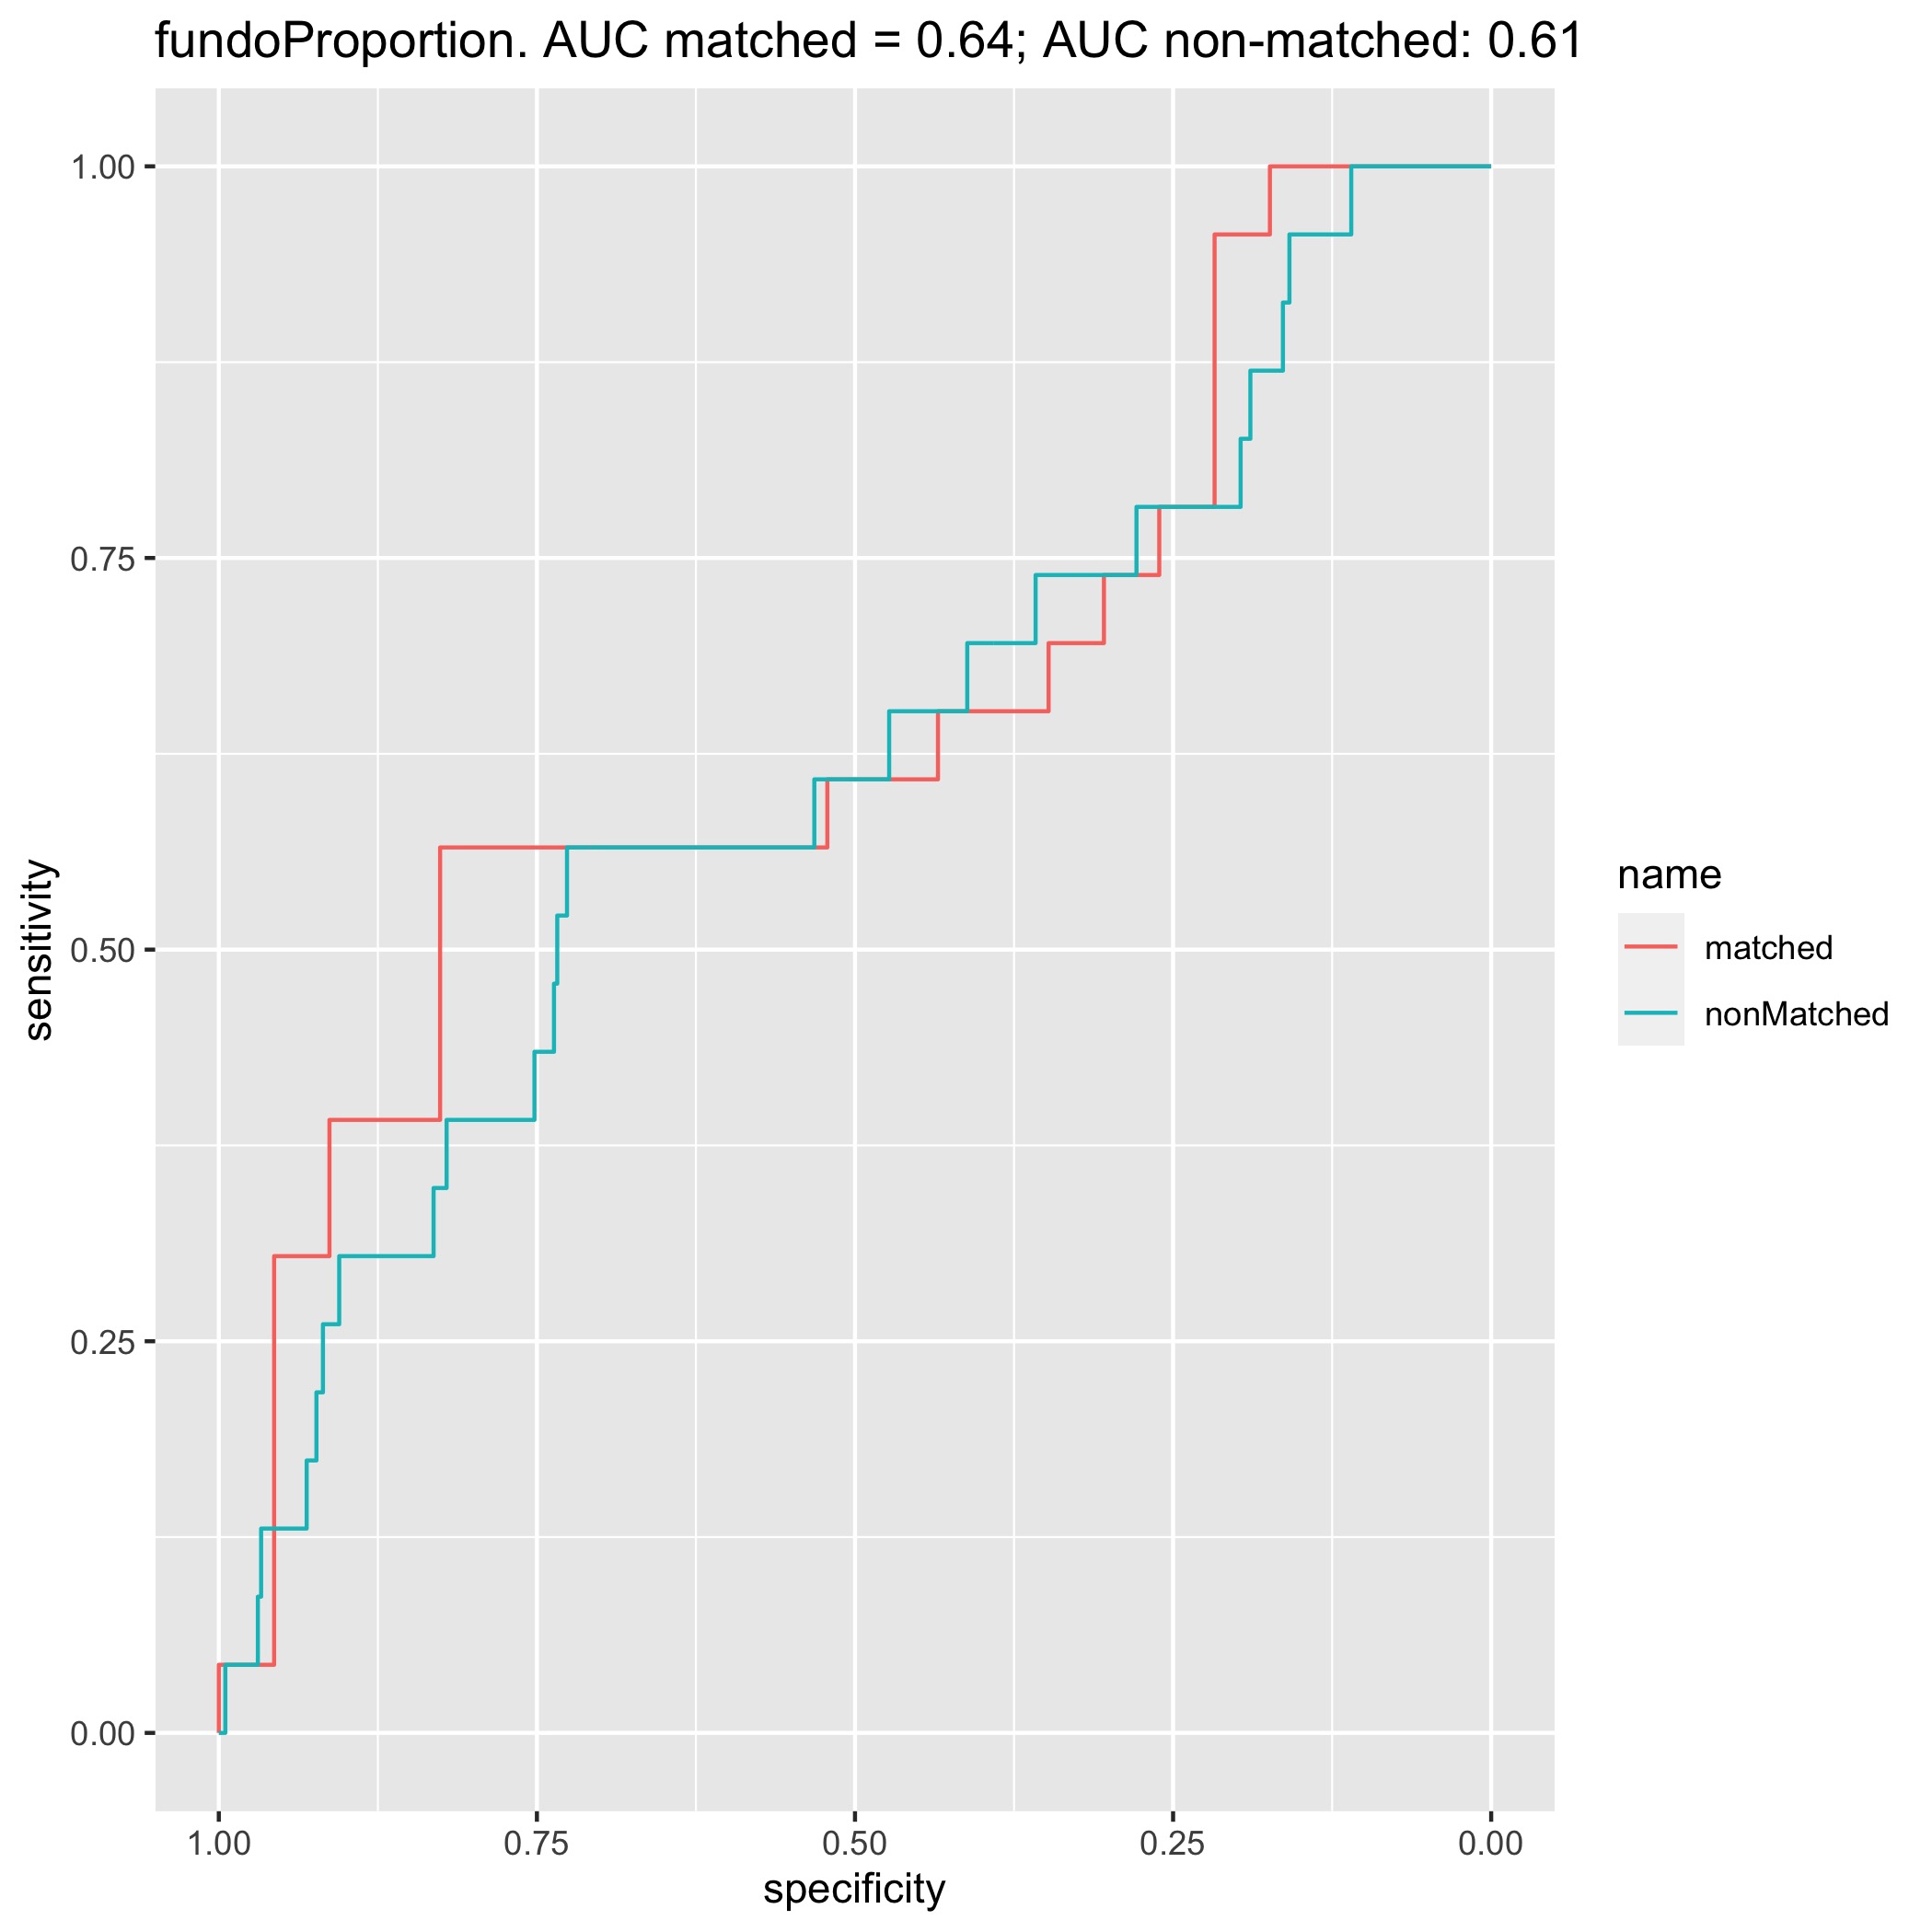 fundoProportion. AUC matched = 0.64; AUC non-matched: 0.61
1.00
0.75
0.50
0.25
0.00
sensitivity
1.00 0.75 0.50 0.25 0.00
specificity
name
matched
nonMatched